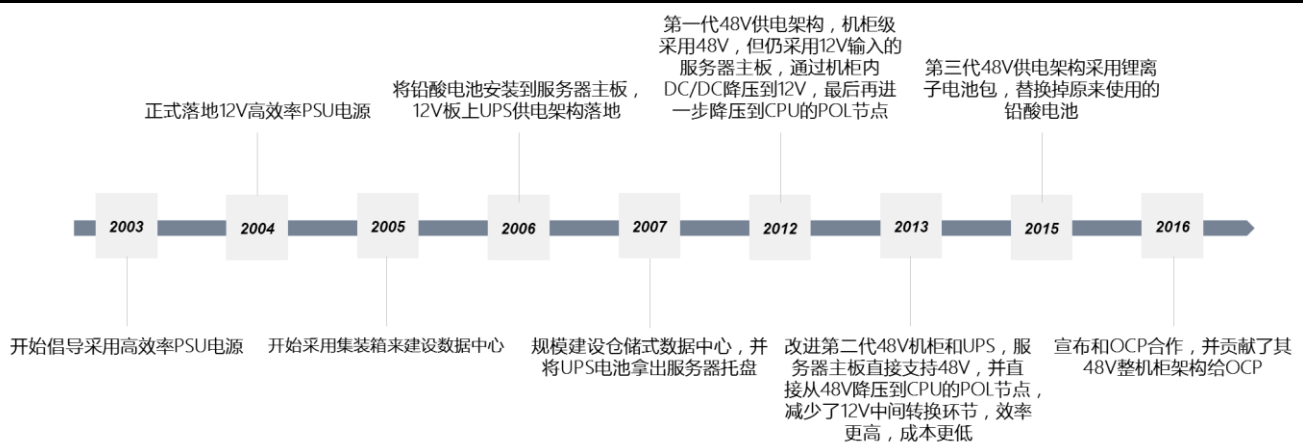 第一代48V供电架构，机柜级
采用48V，但仍采用12V输入的
服务器主板，通过机柜内
DC/DC降压到12V，最后再进
一步降压到CPU的POL节点
第三代48V供电架构采用锂离
子电池包，替换掉原来使用的
铅酸电池
将铅酸电池安装到服务器主板，
12V板上UPS供电架构落地
正式落地12V高效率PSU电源
2003
2004
2005
2006
2007
2012
2013
2015
2016
开始倡导采用高效率PSU电源
开始采用集装箱来建设数据中心
规模建设仓储式数据中心，并
将UPS电池拿出服务器托盘
改进第二代48V机柜和UPS，服
务器主板直接支持48V，并直
接从48V降压到CPU的POL节点，
减少了12V中间转换环节，效率
更高，成本更低
宣布和OCP合作，并贡献了其
48V整机柜架构给OCP